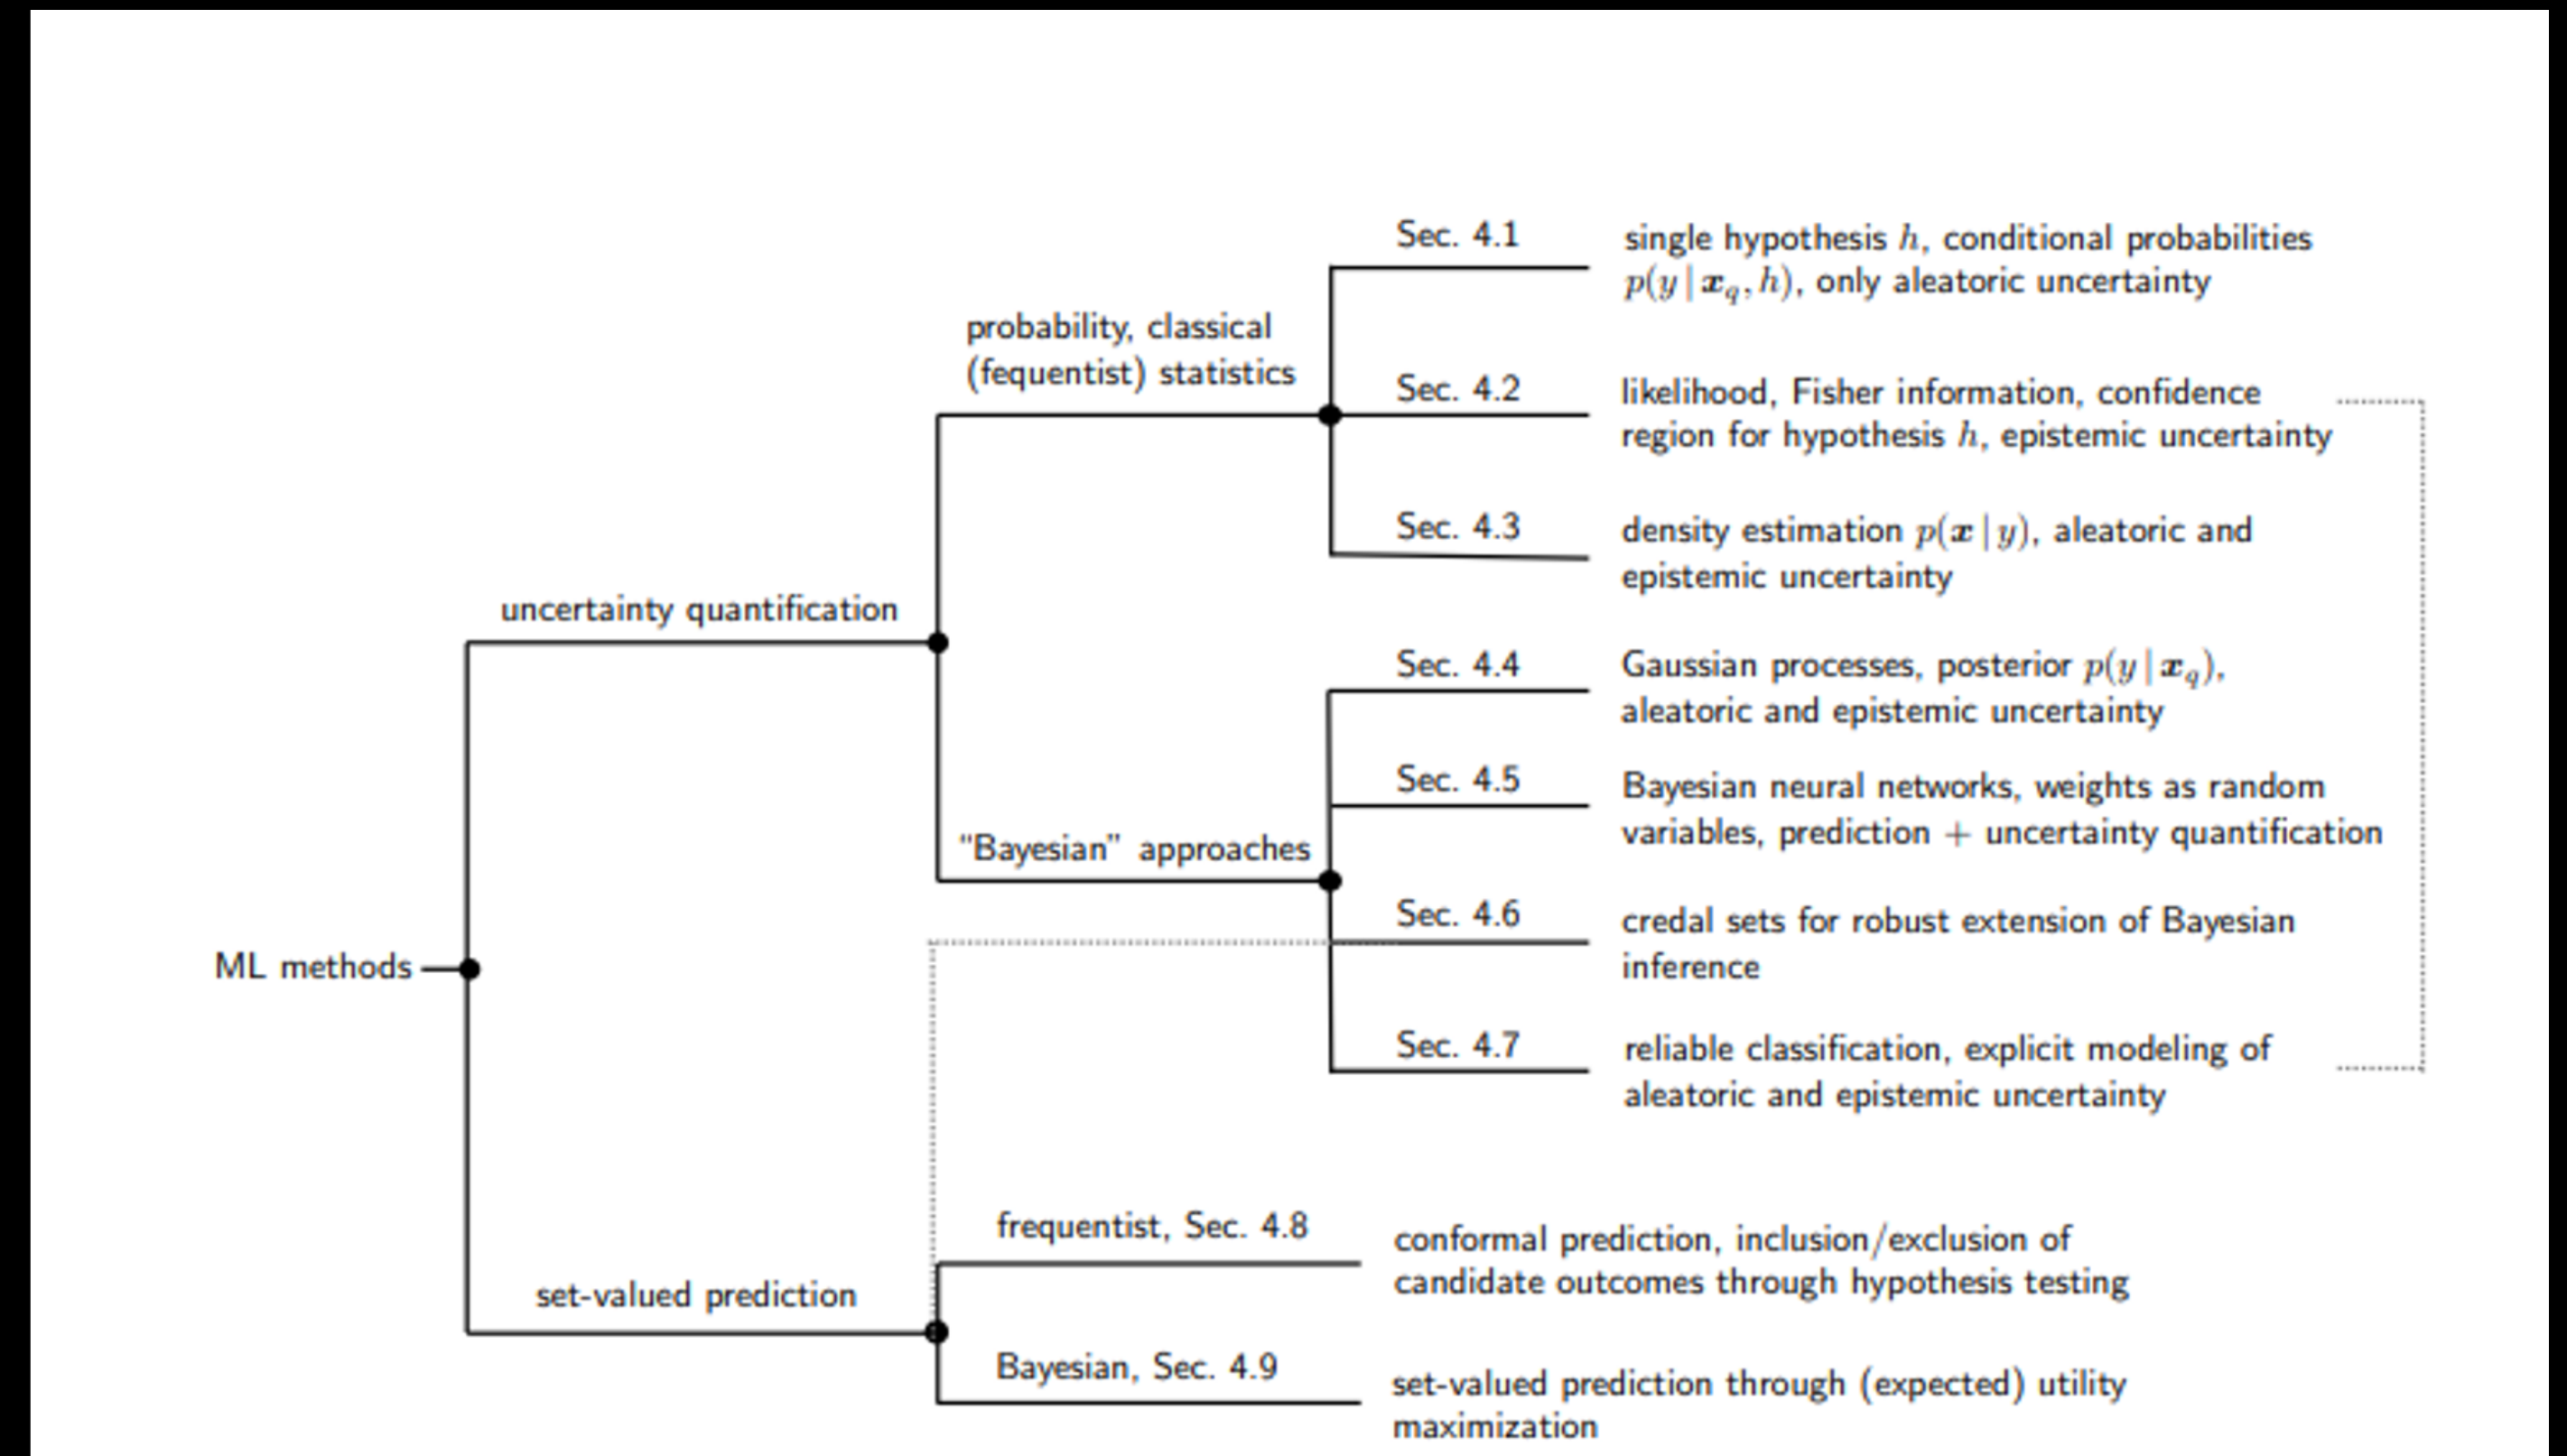 Sec. 4.1
single hypothesis h, conditional probabilities
p(y | x_q, h), only aleatoric uncertainty
probability, classical
(fequentist) statistics
Sec. 4.2
likelihood, Fisher information, confidence
region for hypothesis h, epistemic uncertainty
Sec. 4.3
density estimation p(x | y), aleatoric and
epistemic uncertainty
uncertainty quantification
Sec. 4.4
Gaussian processes, posterior p(y | x_q),
aleatoric and epistemic uncertainty
Sec. 4.5
Bayesian neural networks, weights as random
variables, prediction + uncertainty quantification
“Bayesian” approaches
Sec. 4.6
credal sets for robust extension of Bayesian
inference
ML methods
Sec. 4.7
reliable classification, explicit modeling of
aleatoric and epistemic uncertainty
frequentist, Sec. 4.8
conformal prediction, inclusion/exclusion of
candidate outcomes through hypothesis testing
set-valued prediction
Bayesian, Sec. 4.9
set-valued prediction through (expected) utility
maximization